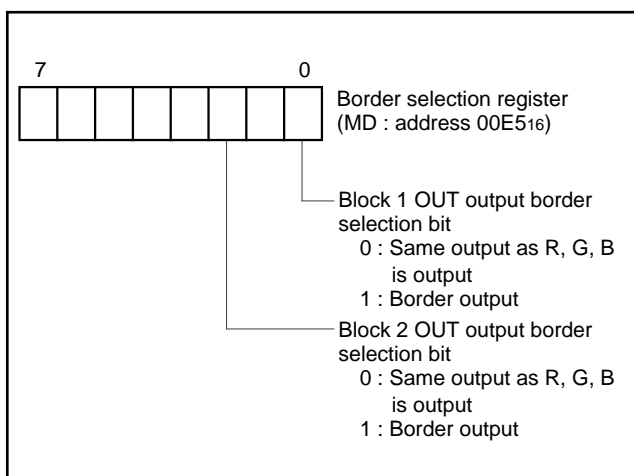 7 0
Border selection register
(MD : address 00E516)
Block 1 OUT output border
selection bit
0 : Same output as R, G, B
is output
1 : Border output
Block 2 OUT output border
selection bit
0 : Same output as R, G, B
is output
1 : Border output